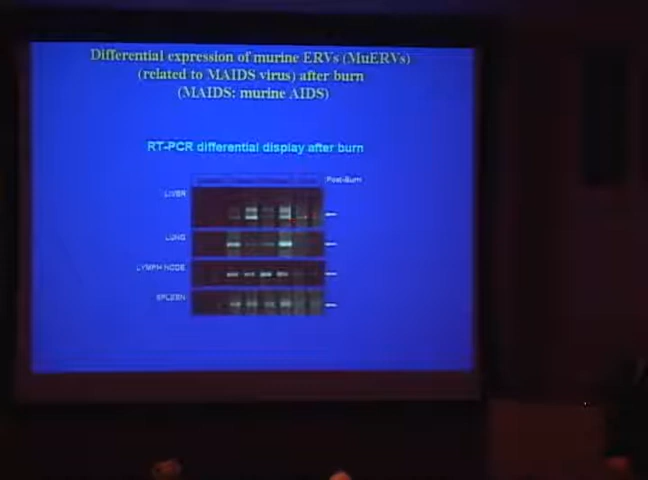 Differential expression of murine ERVs (MuERVs)
(related to MAIDS virus) after burn
(MAIDS: murine AIDS)
RT-PCR differential display after burn
Post-Burn
LIVER
LUNG
LYMPH NODE
SPLEEN